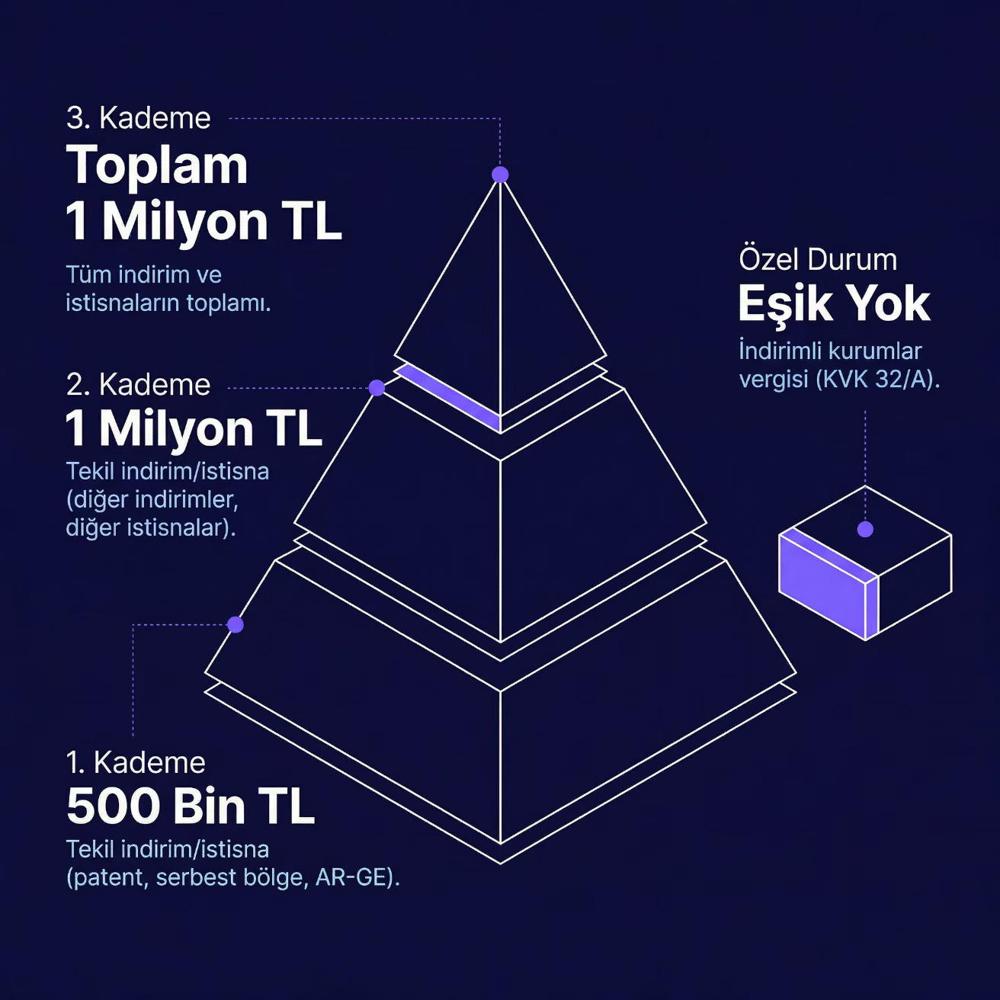 3. Kademe
Toplam
1 Milyon TL
Tüm indirim ve
istisnaların toplamı.
Özel Durum
Eşik Yok
İndirimli kurumlar
vergisi (KVK 32/A).
2. Kademe
1 Milyon TL
Tekil indirim/istisna
(diğer indirimler,
diğer istisnalar).
1. Kademe
500 Bin TL
Tekil indirim/istisna
(patent, serbest bölge, AR-GE).